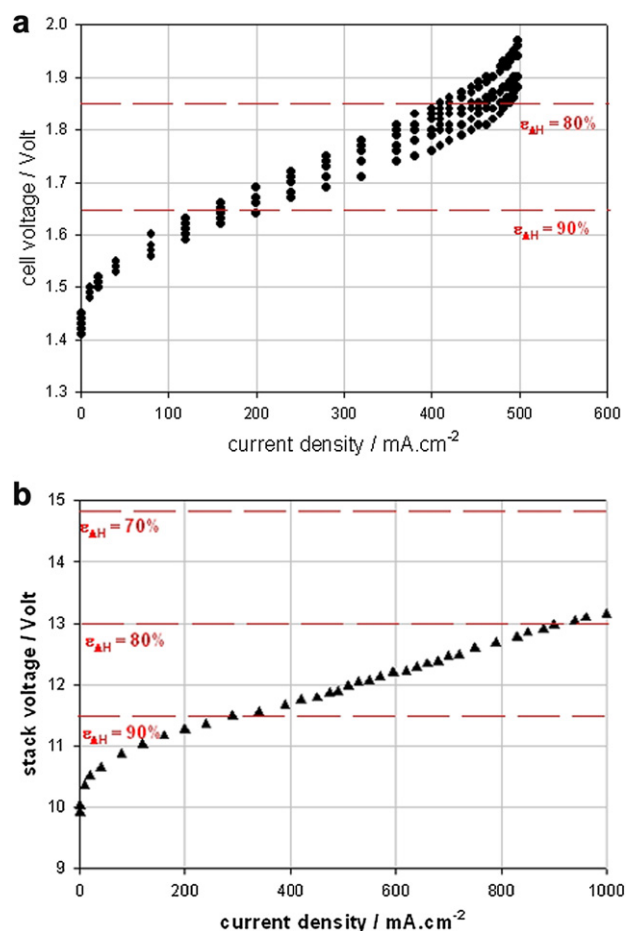 a
2.0
1.9
1.8
1.7
1.6
1.5
1.4
1.3
cell voltage / Volt
ε▲H = 80%
ε▲H = 90%
0 100 200 300 400 500 600
current density / mA.cm-2
b
15
14
13
12
11
10
9
stack voltage / Volt
ε▲H = 70%
ε▲H = 80%
ε▲H = 90%
0 200 400 600 800 1000
current density / mA.cm-2